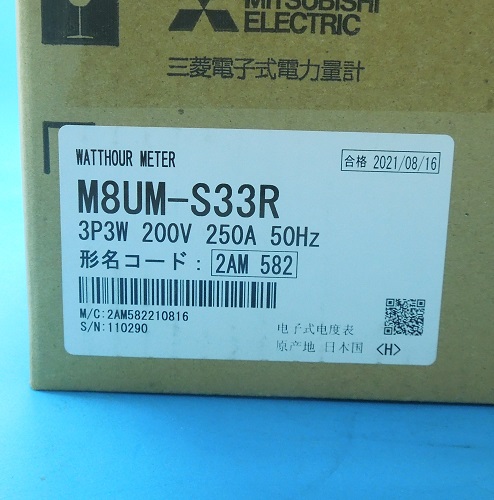 MITSUBISHI
ELECTRIC
三菱電子式電力量計
WATTHOUR METER
合格 2021/08/16
M8UM-S33R
3P3W 200V 250A 50Hz
形名コード: 2AM 582
M/C:2AM582210816
S/N:110290
电子式电度表
原产地 日本国 <H>